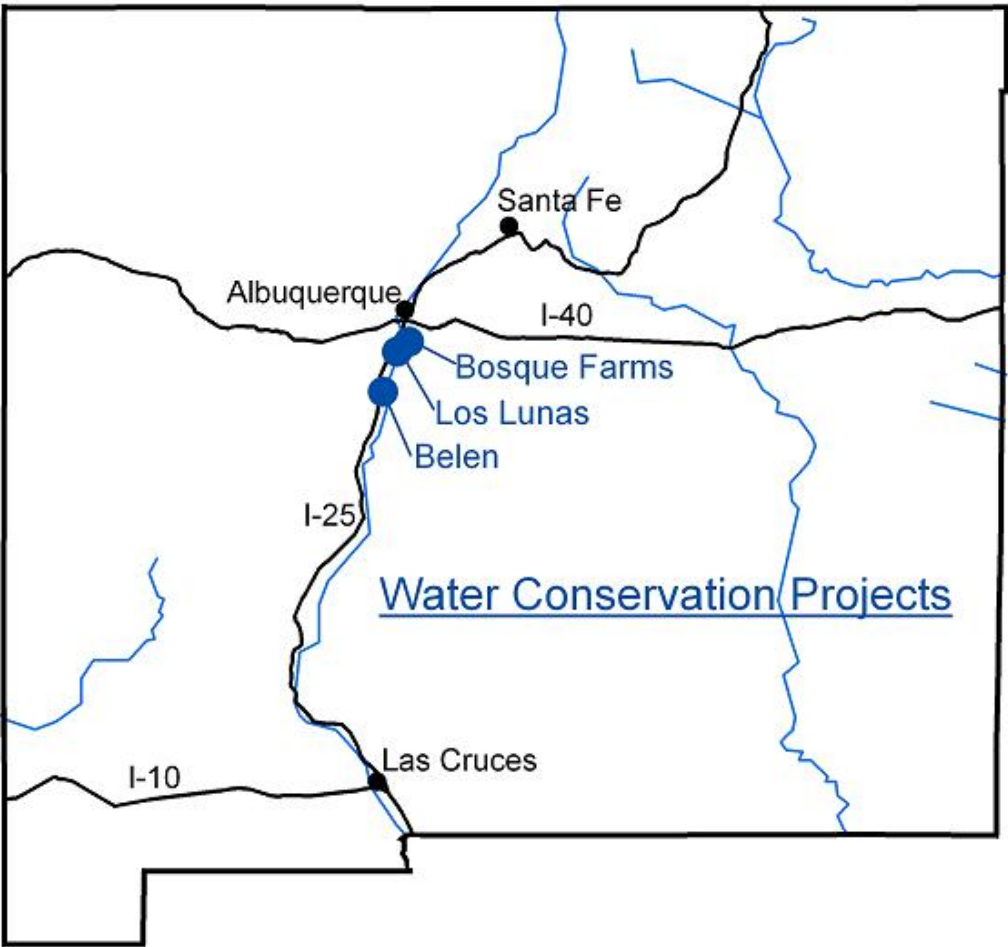 Santa Fe
Albuquerque
I-40
Bosque Farms
Los Lunas
Belen
I-25
Water Conservation Projects
Las Cruces
I-10